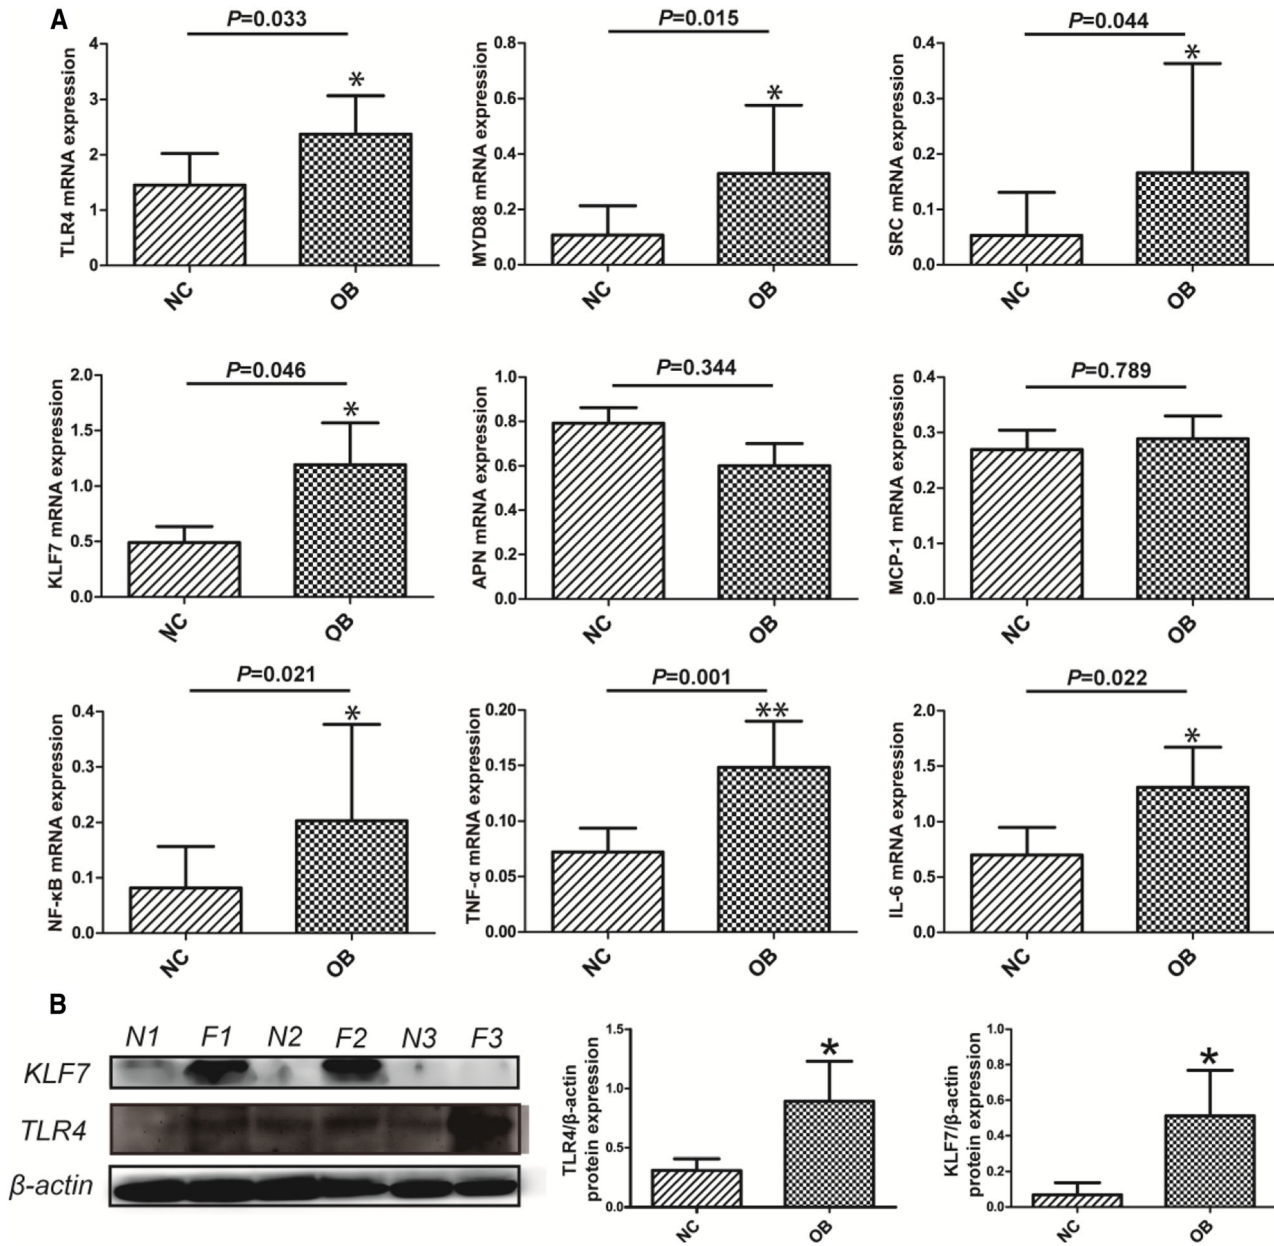 A
P=0.033
TLR4 mRNA expression
4
3
2
1
0
*
NC
OB
P=0.015
MYD88 mRNA expression
0.8
0.6
0.4
0.2
0.0
*
NC
OB
P=0.044
SRC mRNA expression
0.4
0.3
0.2
0.1
0.0
*
NC
OB
P=0.046
KLF7 mRNA expression
2.0
1.5
1.0
0.5
0.0
*
NC
OB
P=0.344
APN mRNA expression
1.0
0.8
0.6
0.4
0.2
0.0
NC
OB
P=0.789
MCP-1 mRNA expression
0.4
0.3
0.2
0.1
0.0
NC
OB
P=0.021
NF-κB mRNA expression
0.4
0.3
0.2
0.1
0.0
*
NC
OB
P=0.001
TNF-α mRNA expression
0.20
0.15
0.10
0.05
0.00
**
NC
OB
P=0.022
IL-6 mRNA expression
2.0
1.5
1.0
0.5
0.0
*
NC
OB
B
N1 F1 N2 F2 N3 F3
KLF7
TLR4
β-actin
TLR4/β-actin
protein expression
1.5
1.0
0.5
0.0
*
NC
OB
KLF7/β-actin
protein expression
1.0
0.8
0.6
0.4
0.2
0.0
*
NC
OB